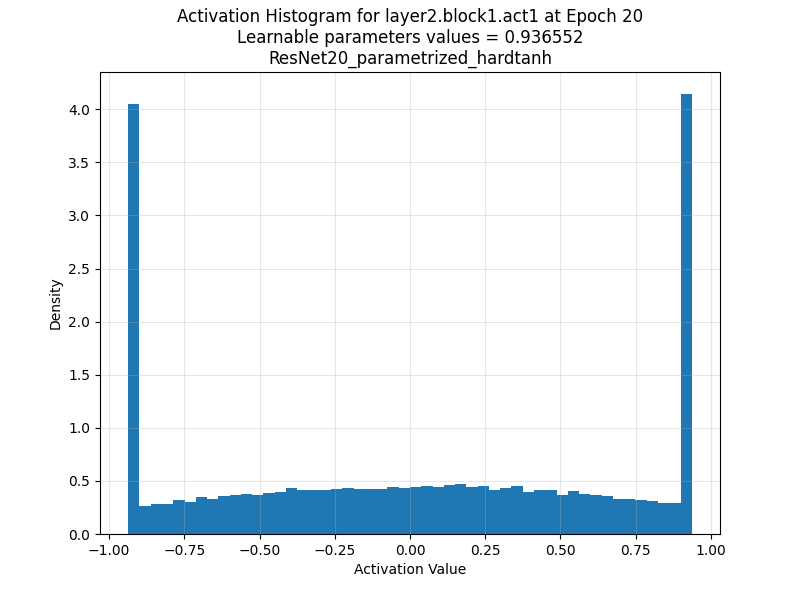 Activation Histogram for layer2.block1.act1 at Epoch 20
Learnable parameters values = 0.936552
ResNet20_parametrized_hardtanh
4.0
3.5
3.0
2.5
2.0
1.5
1.0
0.5
0.0
Density
−1.00 −0.75 −0.50 −0.25 0.00 0.25 0.50 0.75 1.00
Activation Value